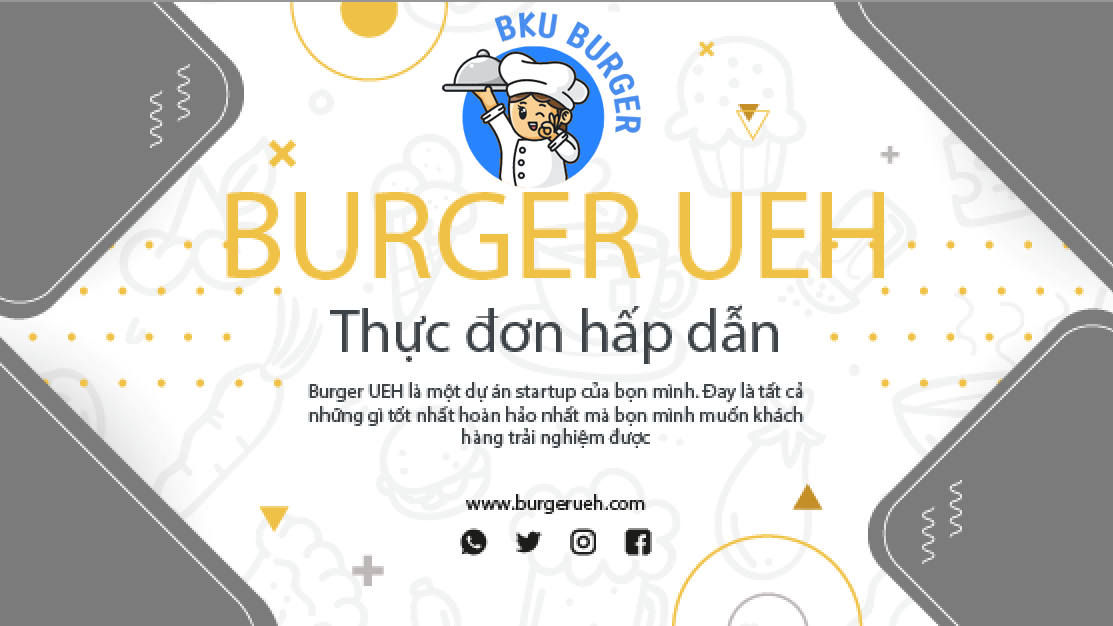 BKU BURGER
BURGER UEH
Thực đơn hấp dẫn
Burger UEH là một dự án startup của bọn mình. Đay là tất cả
những gì tốt nhất hoàn hảo nhất mà bọn mình muốn khách
hàng trải nghiệm được
www.burgerueh.com